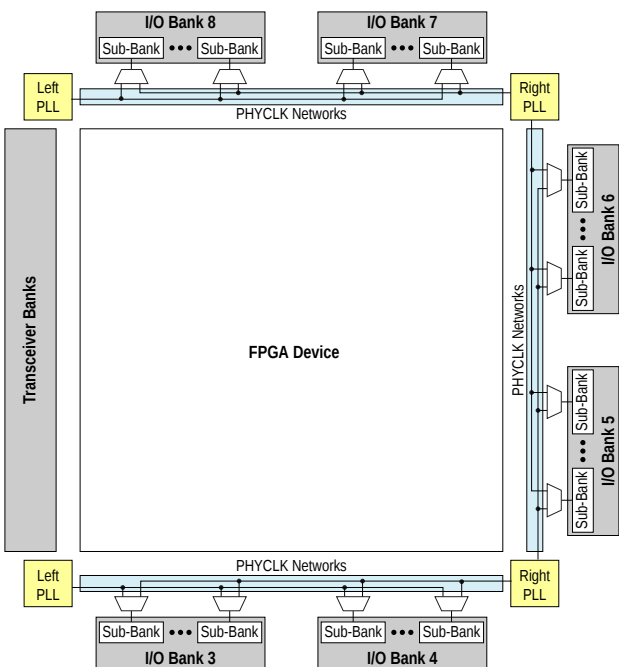 I/O Bank 8
I/O Bank 7
Sub-Bank ••• Sub-Bank
Sub-Bank ••• Sub-Bank
Left
PLL
Right
PLL
PHYCLK Networks
Transceiver Banks
FPGA Device
PHYCLK Networks
Sub-Bank ••• Sub-Bank
I/O Bank 6
Sub-Bank ••• Sub-Bank
I/O Bank 5
PHYCLK Networks
Left
PLL
Right
PLL
Sub-Bank ••• Sub-Bank
Sub-Bank ••• Sub-Bank
I/O Bank 3
I/O Bank 4